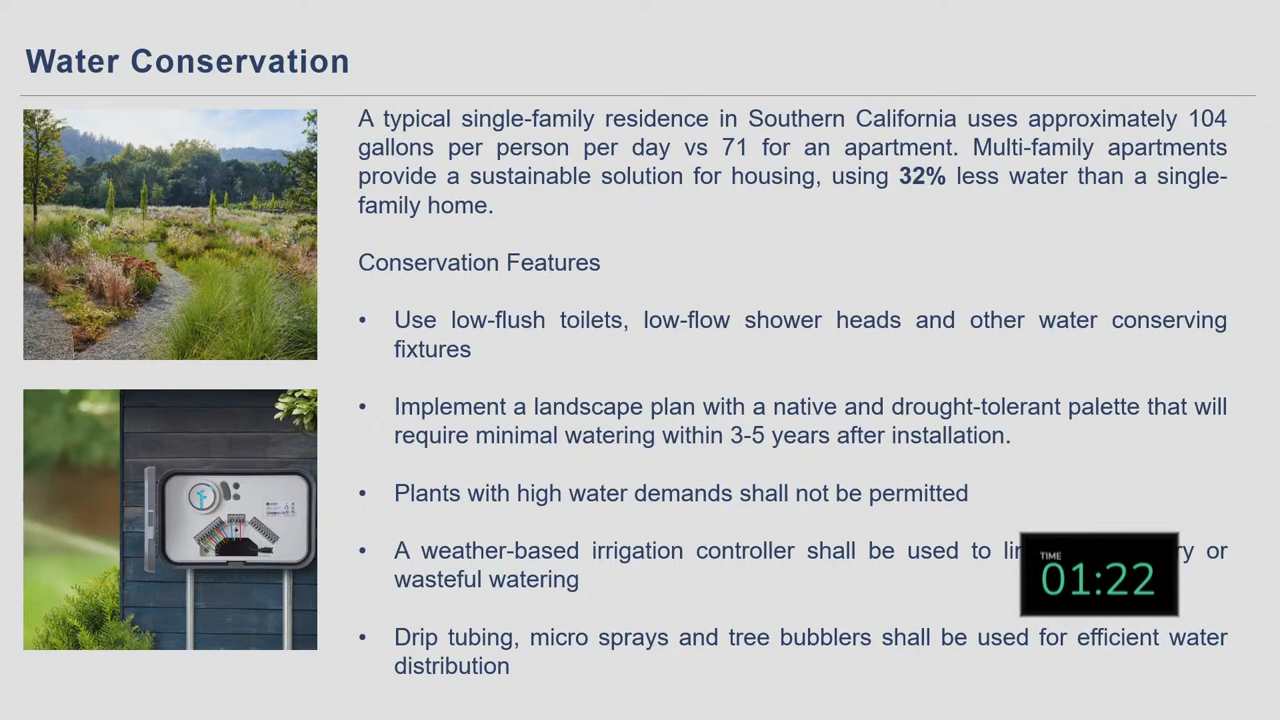 Water Conservation
A typical single-family residence in Southern California uses approximately 104
gallons per person per day vs 71 for an apartment. Multi-family apartments
provide a sustainable solution for housing, using 32% less water than a single-
family home.
Conservation Features
• Use low-flush toilets, low-flow shower heads and other water conserving
fixtures
• Implement a landscape plan with a native and drought-tolerant palette that will
require minimal watering within 3-5 years after installation.
• Plants with high water demands shall not be permitted
• A weather-based irrigation controller shall be used to or
wasteful watering
TIME
01:22
• Drip tubing, micro sprays and tree bubblers shall be used for efficient water
distribution